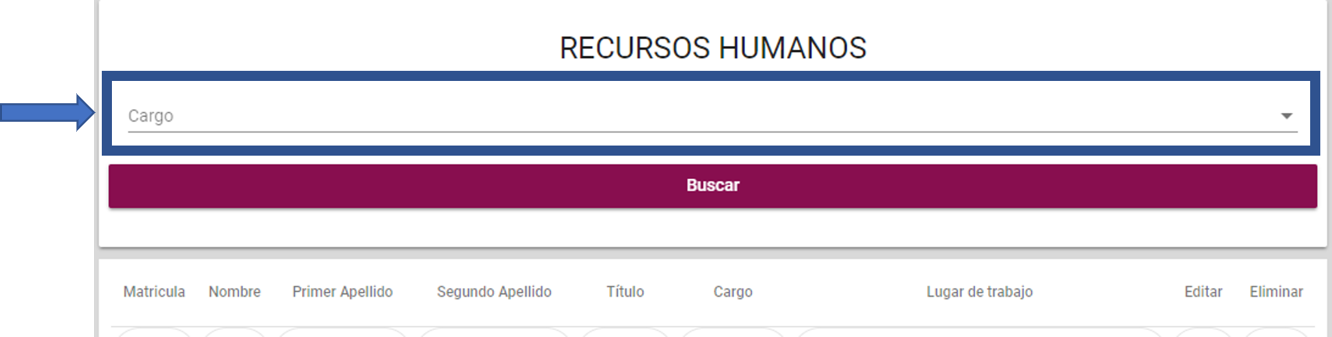 RECURSOS HUMANOS
Cargo
Buscar
Matricula Nombre Primer Apellido Segundo Apellido Título Cargo Lugar de trabajo Editar Eliminar